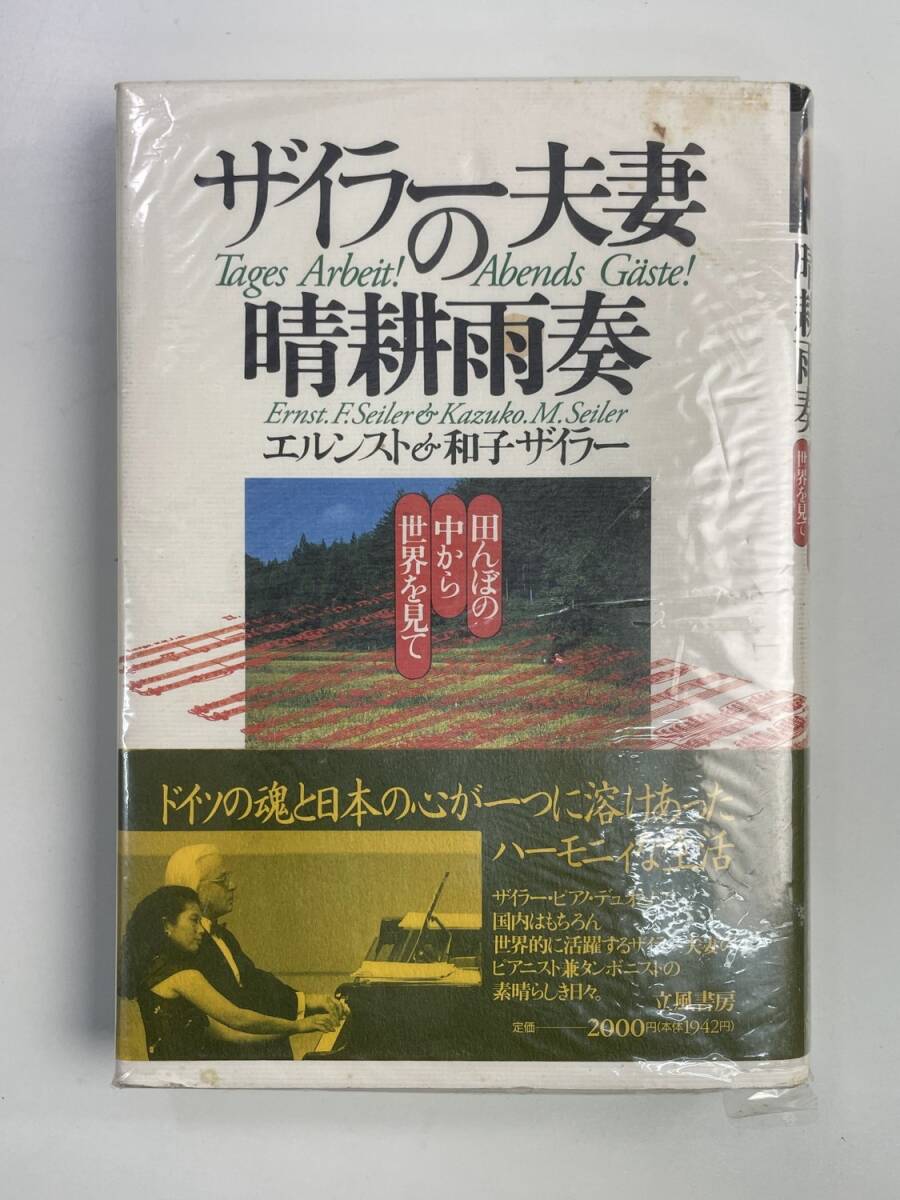 ザイラー夫妻
の
Tages Arbeit! Abends Gäste!
晴耕雨奏
Ernst.F.Seiler & Kazuko.M.Seiler
エルンスト&和子・ザイラー
田んぼの
中から
世界を見て
ドイツの魂と日本の心が一つに溶けあった
ハーモニィな生活
ザイラー・ピアノ・デュオ
国内はもちろん
世界的に活躍するザイラー夫妻の
ピアニスト兼タンボニストの
素晴らしき日々。
立風書房
定価――2000円(本体1942円)
晴耕雨奏
世界を見て